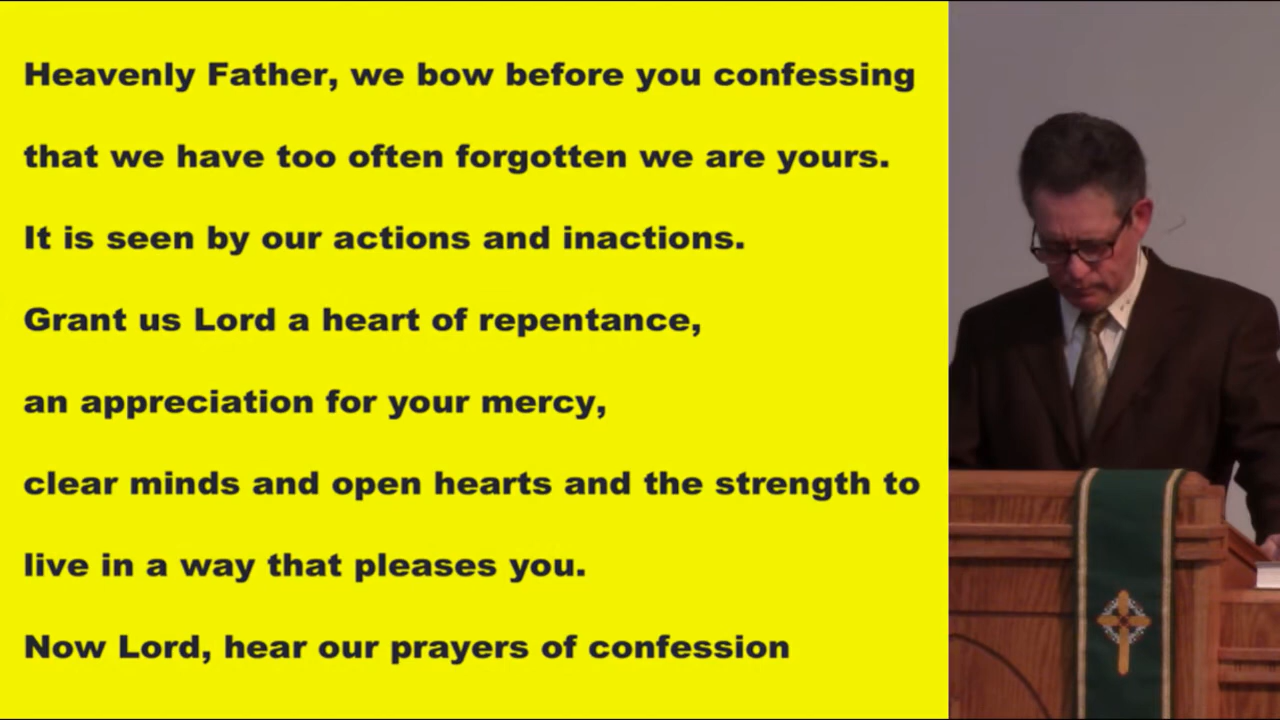 Heavenly Father, we bow before you confessing
that we have too often forgotten we are yours.
It is seen by our actions and inactions.
Grant us Lord a heart of repentance,
an appreciation for your mercy,
clear minds and open hearts and the strength to
live in a way that pleases you.
Now Lord, hear our prayers of confession